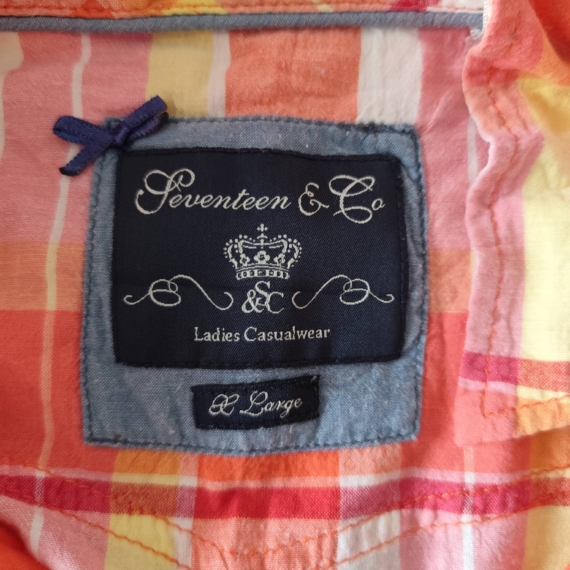 Seventeen & Co
S&C
Ladies Casualwear
X Large